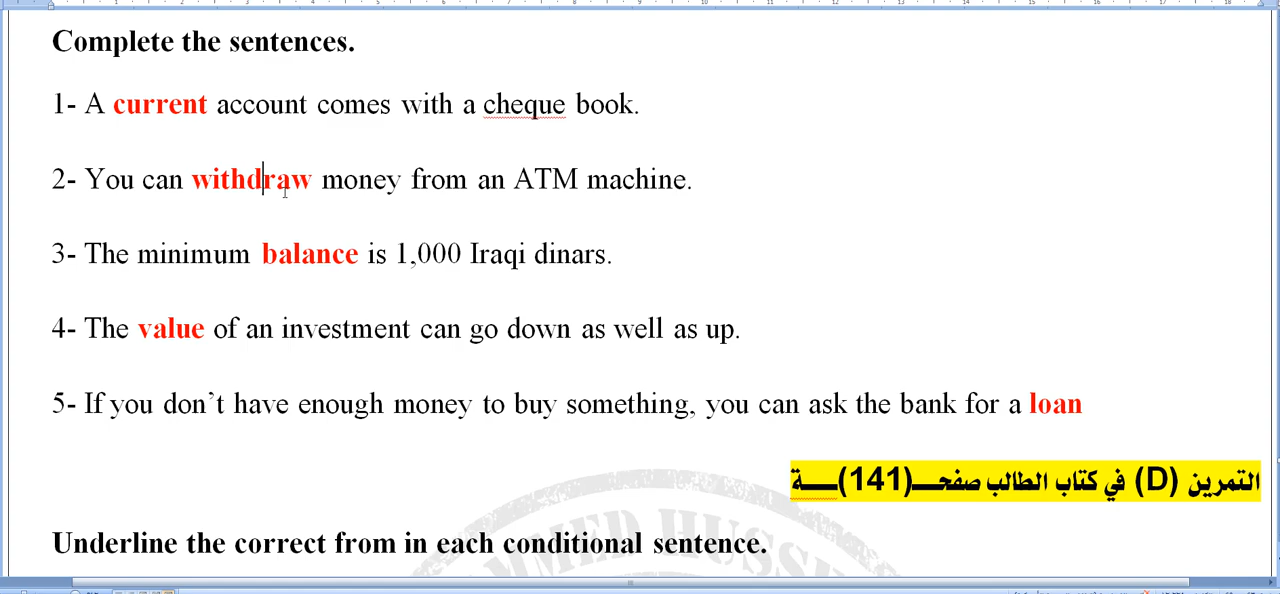 Complete the sentences.
1- A current account comes with a cheque book.
2- You can withdraw money from an ATM machine.
3- The minimum balance is 1,000 Iraqi dinars.
4- The value of an investment can go down as well as up.
5- If you don’t have enough money to buy something, you can ask the bank for a loan
التمرين (D) في كتاب الطالب صفحـــ(141)ـــة
Underline the correct from in each conditional sentence.